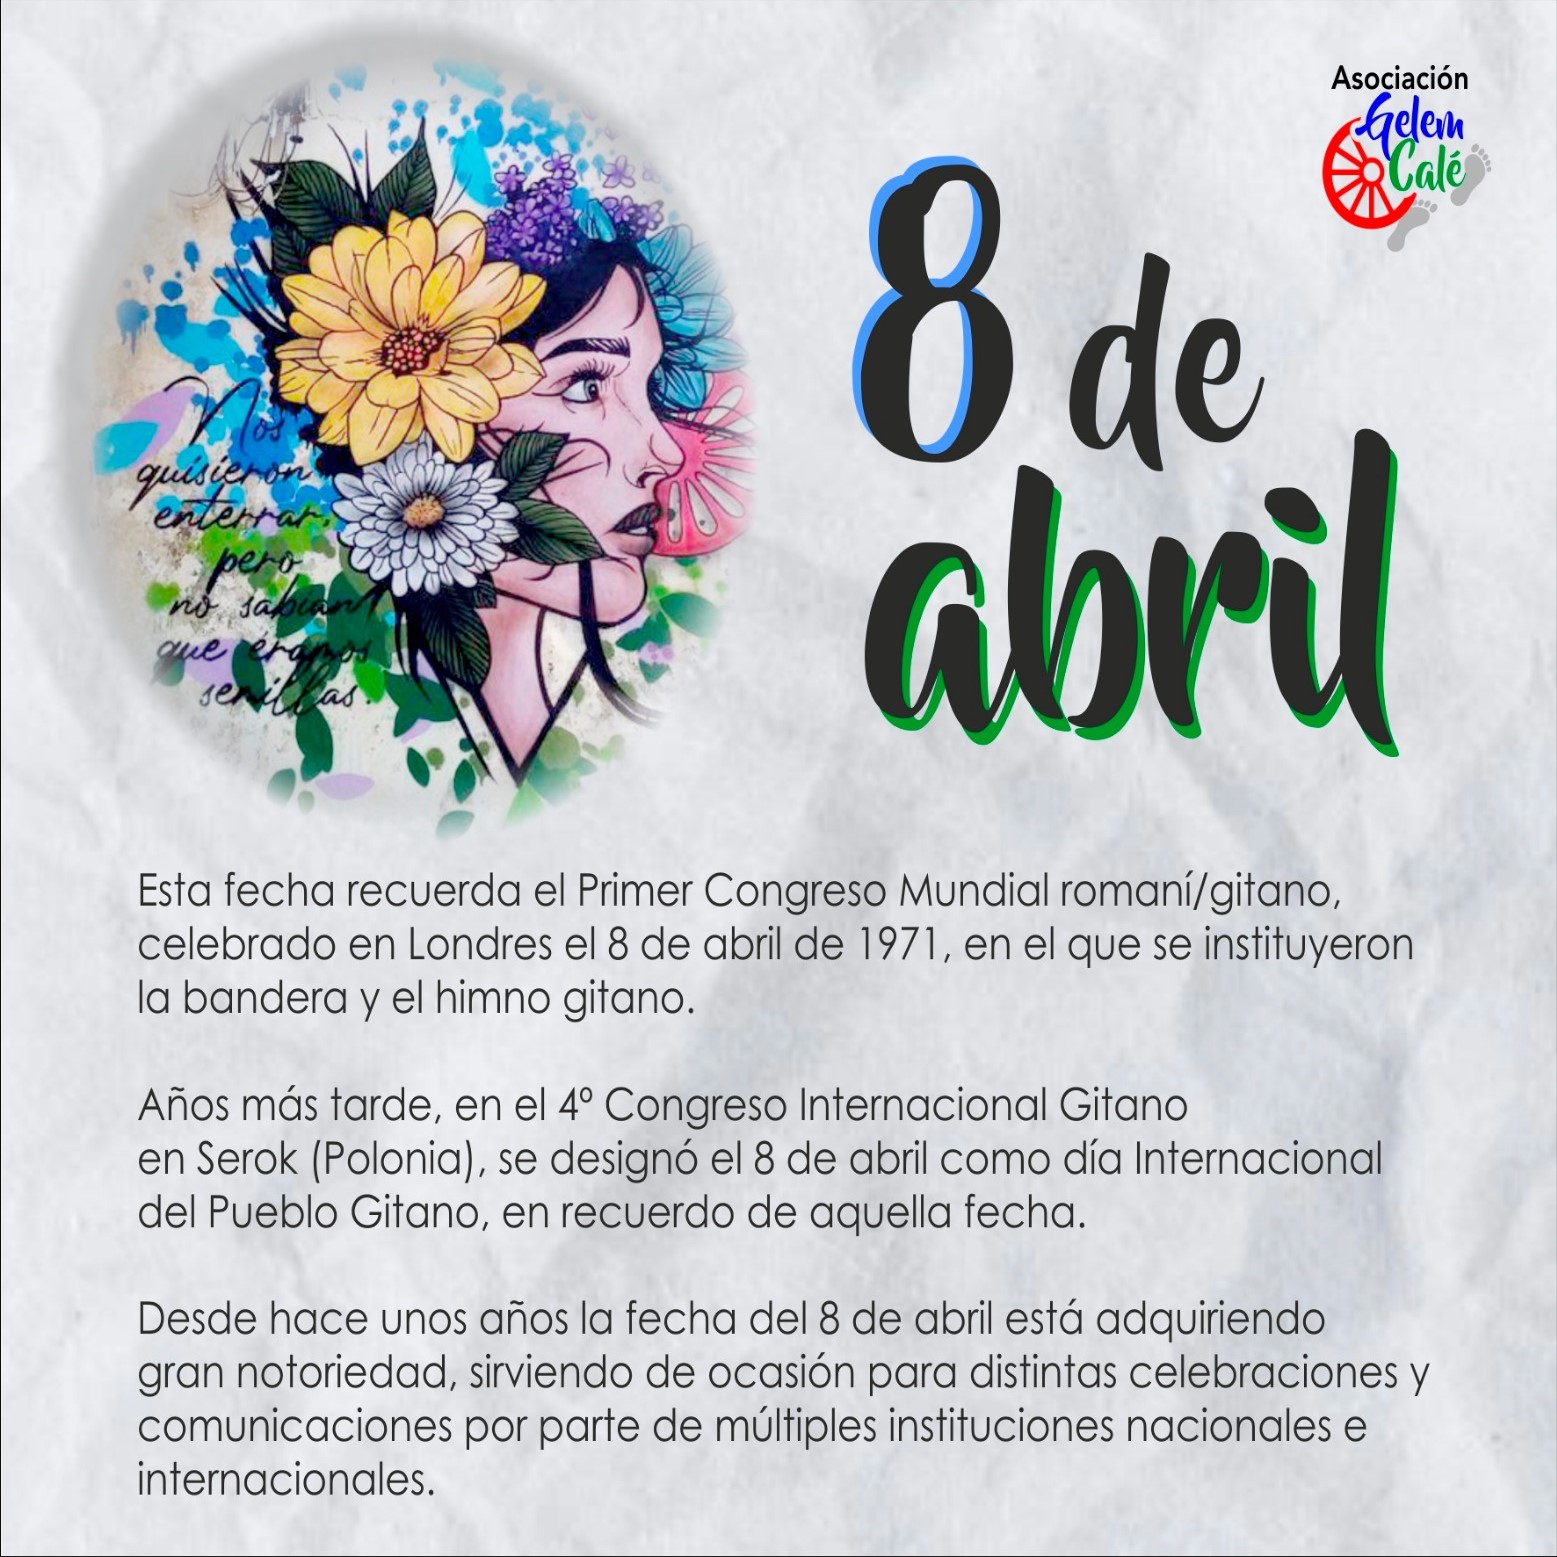 Asociación
Gelem
Calé
8 de
abril
Nos
quisieron
enterrar,
pero
no sabían
que éramos
semillas.
Esta fecha recuerda el Primer Congreso Mundial romaní/gitano,
celebrado en Londres el 8 de abril de 1971, en el que se instituyeron
la bandera y el himno gitano.
Años más tarde, en el 4º Congreso Internacional Gitano
en Serok (Polonia), se designó el 8 de abril como día Internacional
del Pueblo Gitano, en recuerdo de aquella fecha.
Desde hace unos años la fecha del 8 de abril está adquiriendo
gran notoriedad, sirviendo de ocasión para distintas celebraciones y
comunicaciones por parte de múltiples instituciones nacionales e
internacionales.